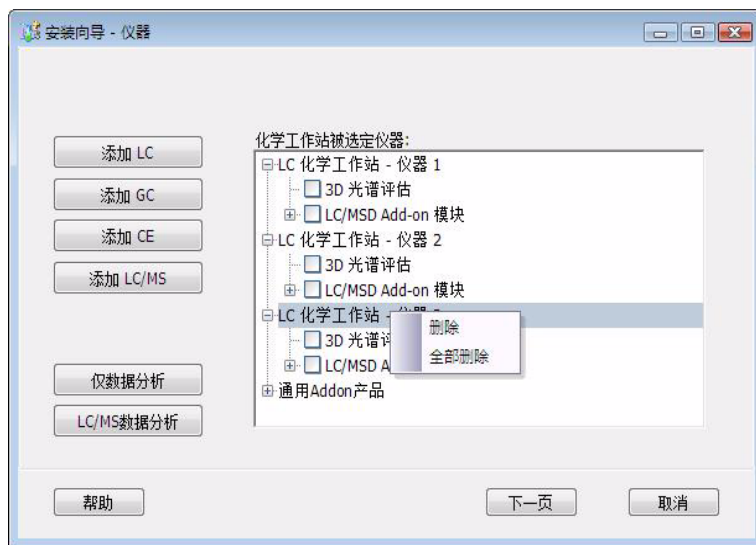 安装向导 - 仪器
化学工作站被选定仪器:
添加 LC
添加 GC
添加 CE
添加 LC/MS
仅数据分析
LC/MS数据分析
LC 化学工作站 - 仪器 1
3D 光谱评估
LC/MSD Add-on 模块
LC 化学工作站 - 仪器 2
3D 光谱评估
LC/MSD Add-on 模块
LC 化学工作站 -
3D 光谱
LC/MSD
通用Addon产品
删除
全部删除
帮助
下一页
取消